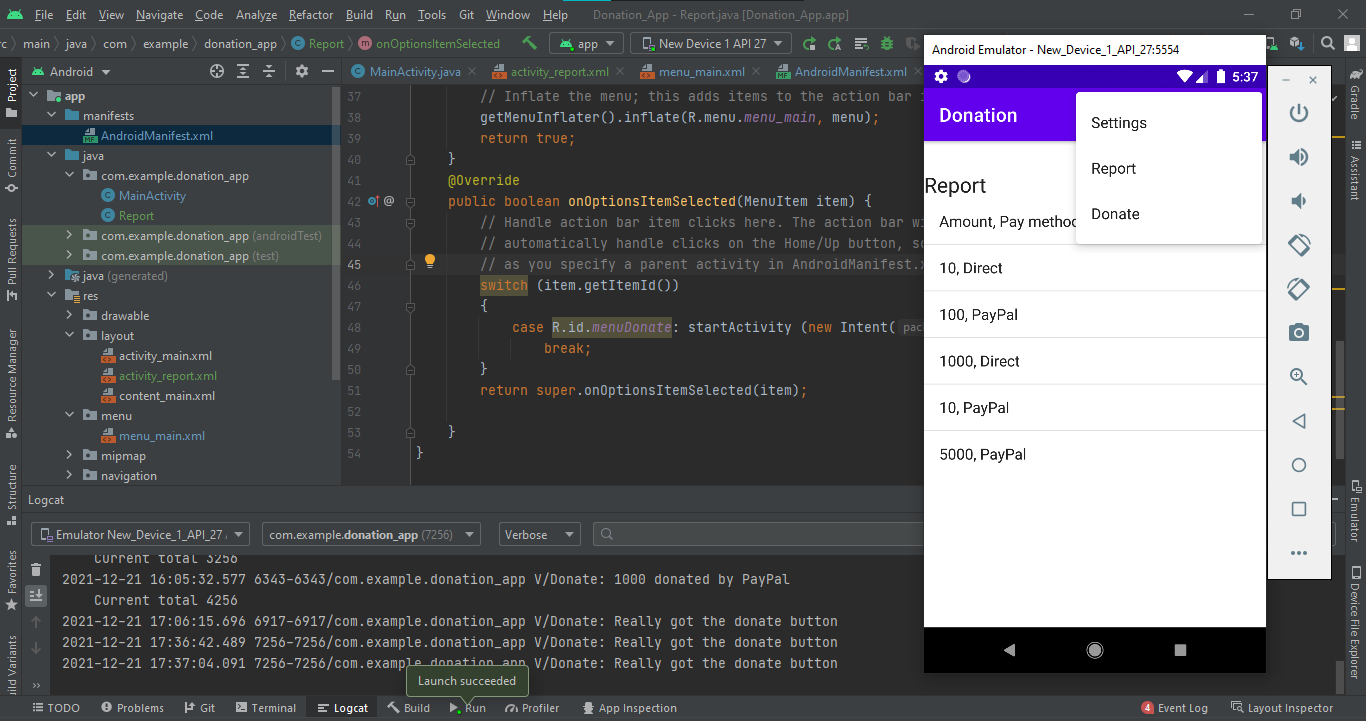 File Edit View Navigate Code Analyze Refactor Build Run Tools Git Window Help Donation_App - Report.java [Donation_App.app]
main java com example donation_app Report onOptionsItemSelected app New Device 1 API 27
Android
MainActivity.java activity_report.xml menu_main.xml AndroidManifest.xml
app
manifests
AndroidManifest.xml
java
com.example.donation_app
MainActivity
Report
com.example.donation_app (androidTest)
com.example.donation_app (test)
java (generated)
res
drawable
layout
activity_main.xml
activity_report.xml
content_main.xml
menu
menu_main.xml
mipmap
navigation
Project
Commit
Pull Requests
Resource Manager
Structure
Favorites
ild Variants
37 // Inflate the menu; this adds items to the action bar i
38 getMenuInflater().inflate(R.menu.menu_main, menu);
39 return true;
40 }
41 @Override
42 @ public boolean onOptionsItemSelected(MenuItem item) {
43 // Handle action bar item clicks here. The action bar w
44 // automatically handle clicks on the Home/Up button, so
45 // as you specify a parent activity in AndroidManifest.x
46 switch (item.getItemId())
47 {
48 case R.id.menuDonate: startActivity (new Intent( pac
49 break;
50 }
51 return super.onOptionsItemSelected(item);
52
53 }
54 }
Android Emulator - New_Device_1_API_27:5554
5:37
Donation
Settings
Report
Donate
Report
Amount, Pay method
10, Direct
100, PayPal
1000, Direct
10, PayPal
5000, PayPal
Gradle
Assistant
Emulator
Device File Explorer
Logcat
Emulator New_Device_1_API_27 com.example.donation_app (7256) Verbose
Current total 3256
2021-12-21 16:05:32.577 6343-6343/com.example.donation_app V/Donate: 1000 donated by PayPal
Current total 4256
2021-12-21 17:06:15.696 6917-6917/com.example.donation_app V/Donate: Really got the donate button
2021-12-21 17:36:42.489 7256-7256/com.example.donation_app V/Donate: Really got the donate button
2021-12-21 17:37:04.091 7256-7256/com.example.donation_app V/Donate: Really got the donate button
Launch succeeded
TODO Problems Git Terminal Logcat Build Run Profiler App Inspection 4 Event Log Layout Inspector